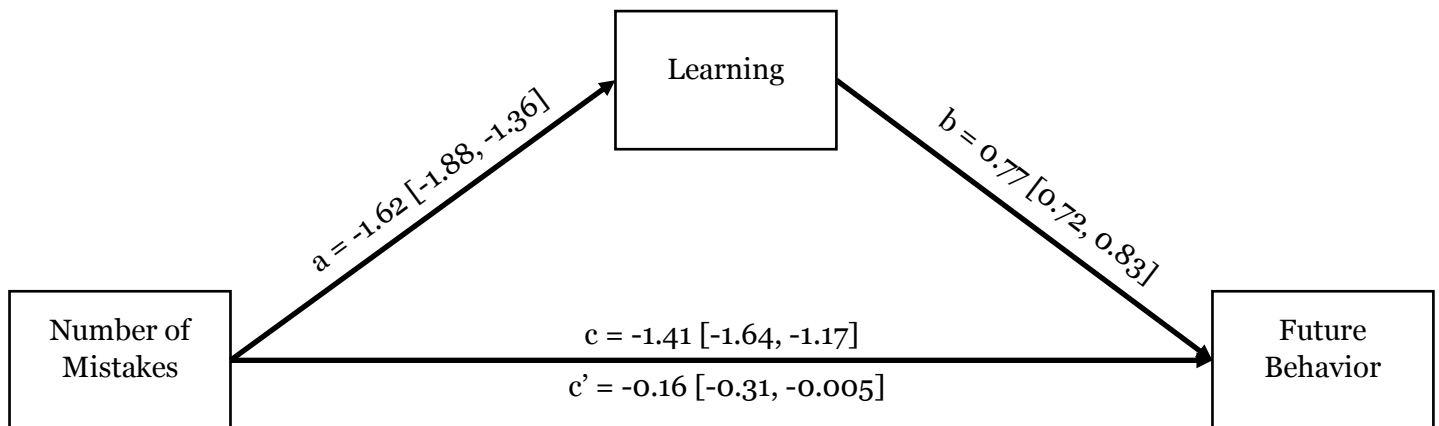 Learning
a = -1.62 [-1.88, -1.36]
b = 0.77 [0.72, 0.83]
Number of
Mistakes
c = -1.41 [-1.64, -1.17]
c’ = -0.16 [-0.31, -0.005]
Future
Behavior